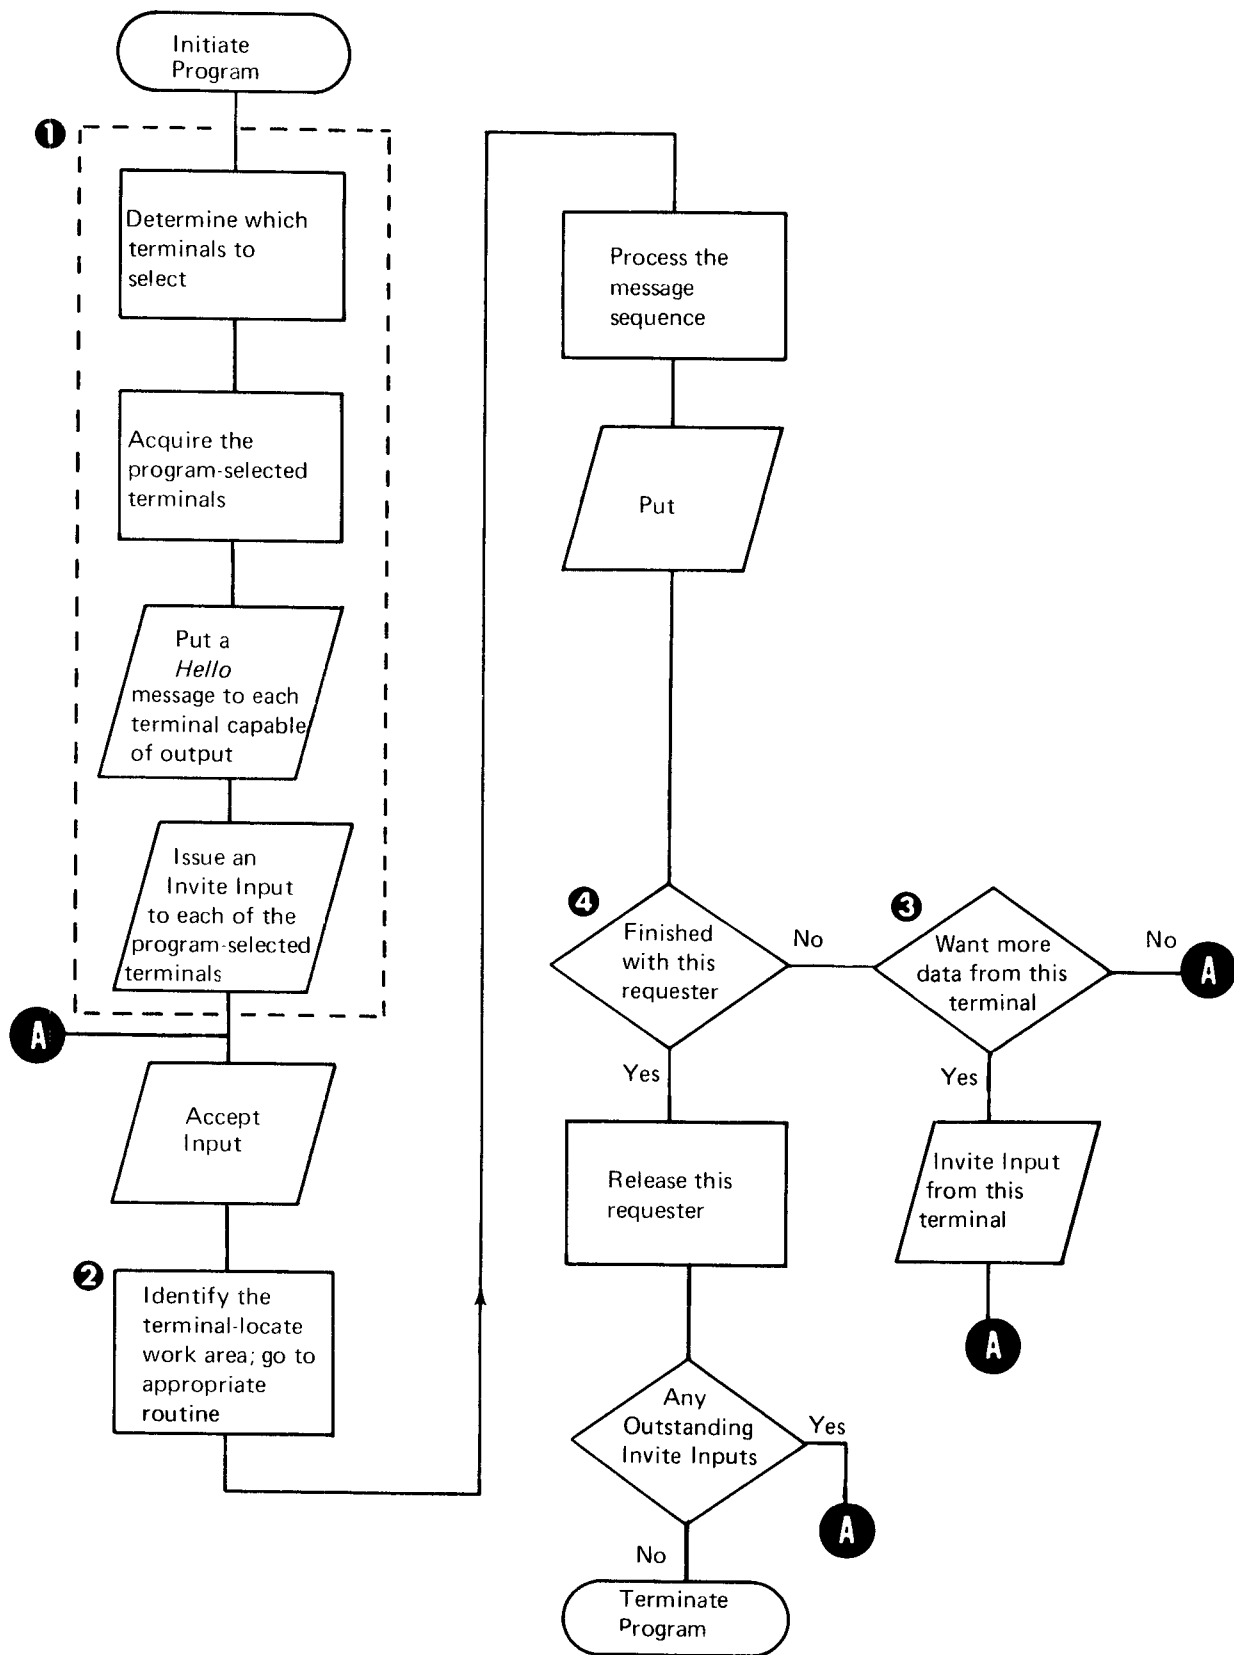 Initiate
Program
1
Determine which
terminals to
select
Acquire the
program-selected
terminals
Put a
Hello
message to each
terminal capable
of output
Issue an
Invite Input
to each of the
program-selected
terminals
A
Accept
Input
2
Identify the
terminal-locate
work area; go to
appropriate
routine
Process the
message
sequence
Put
4
Finished
with this
requester
No
3
Want more
data from this
terminal
No
A
Yes
Yes
Release this
requester
Invite Input
from this
terminal
A
Any
Outstanding
Invite Inputs
Yes
A
No
Terminate
Program